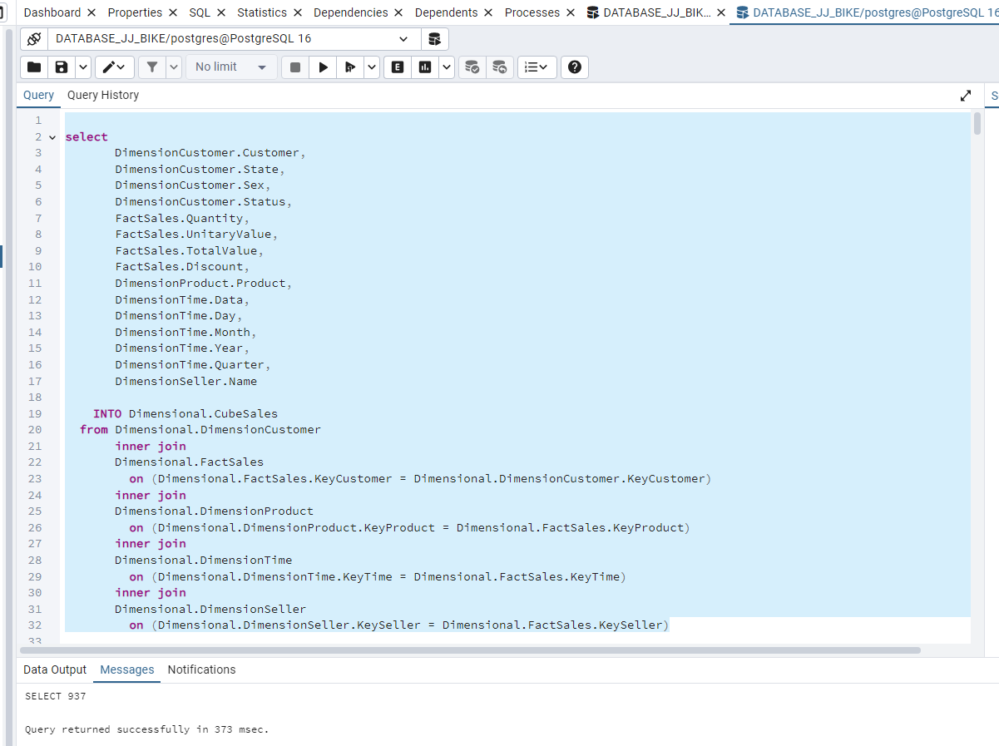 Dashboard Properties SQL Statistics Dependencies Dependents Processes DATABASE_JJ_BIK... DATABASE_JJ_BIKE/postgres@PostgreSQL 16
DATABASE_JJ_BIKE/postgres@PostgreSQL 16
No limit E
Query Query History S
1
2 select
3 DimensionCustomer.Customer,
4 DimensionCustomer.State,
5 DimensionCustomer.Sex,
6 DimensionCustomer.Status,
7 FactSales.Quantity,
8 FactSales.UnitaryValue,
9 FactSales.TotalValue,
10 FactSales.Discount,
11 DimensionProduct.Product,
12 DimensionTime.Data,
13 DimensionTime.Day,
14 DimensionTime.Month,
15 DimensionTime.Year,
16 DimensionTime.Quarter,
17 DimensionSeller.Name
18
19 INTO Dimensional.CubeSales
20 from Dimensional.DimensionCustomer
21 inner join
22 Dimensional.FactSales
23 on (Dimensional.FactSales.KeyCustomer = Dimensional.DimensionCustomer.KeyCustomer)
24 inner join
25 Dimensional.DimensionProduct
26 on (Dimensional.DimensionProduct.KeyProduct = Dimensional.FactSales.KeyProduct)
27 inner join
28 Dimensional.DimensionTime
29 on (Dimensional.DimensionTime.KeyTime = Dimensional.FactSales.KeyTime)
30 inner join
31 Dimensional.DimensionSeller
32 on (Dimensional.DimensionSeller.KeySeller = Dimensional.FactSales.KeySeller)
33
Data Output Messages Notifications
SELECT 937
Query returned successfully in 373 msec.